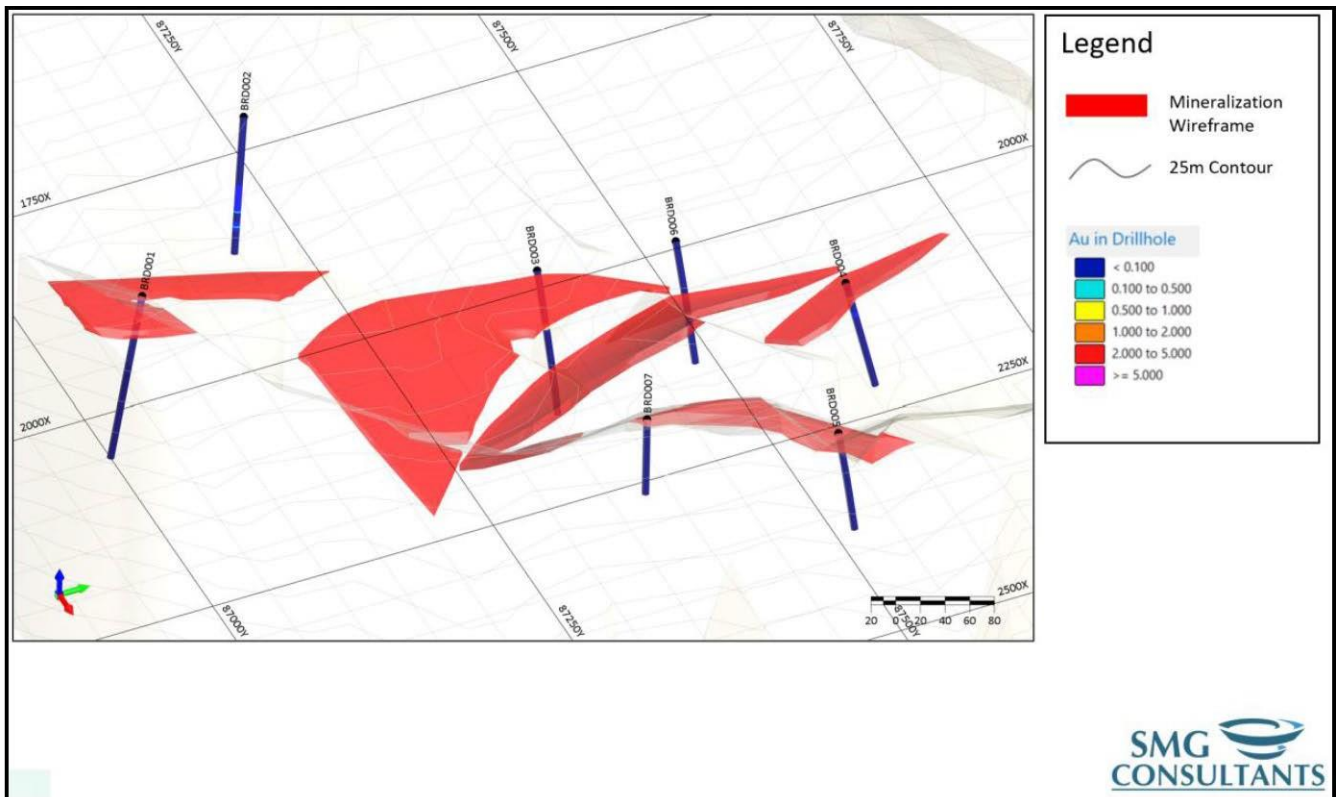 87250Y
87500Y
87750Y
BRD002
2000X
1750X
BRD006
BRD001
BRD003
BRD004
2250X
BRD007
2000X
BRD005
2500X
87000Y
87250Y
87500Y
20 0 20 40 60 80
Legend
Mineralization
Wireframe
25m Contour
Au in Drillhole
< 0.100
0.100 to 0.500
0.500 to 1.000
1.000 to 2.000
2.000 to 5.000
>= 5.000
SMG
CONSULTANTS